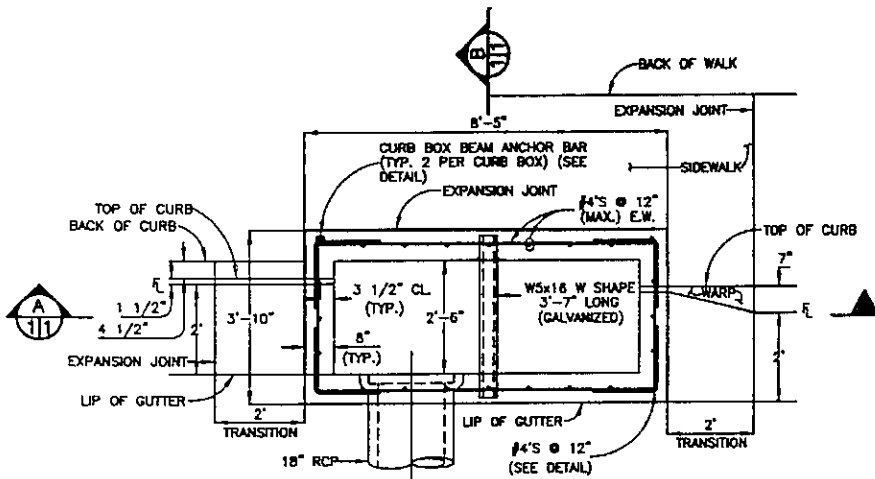 B
1 1
BACK OF WALK
EXPANSION JOINT
8'-5"
CURB BOX BEAM ANCHOR BAR
(TYP. 2 PER CURB BOX) (SEE
DETAIL)
SIDEWALK
EXPANSION JOINT
#4'S @ 12"
(MAX.) E.W.
TOP OF CURB
BACK OF CURB
TOP OF CURB
7"
FL
3 1/2" CL.
(TYP.)
W5x16 W SHAPE
3'-7" LONG
(GALVANIZED)
WARP
FL
A
1 1
1 1/2"
4 1/2"
2'
3'-10"
8"
(TYP.)
2'-6"
2'
EXPANSION JOINT
LIP OF GUTTER
2'
TRANSITION
LIP OF GUTTER
2'
TRANSITION
18" RCP
#4'S @ 12"
(SEE DETAIL)